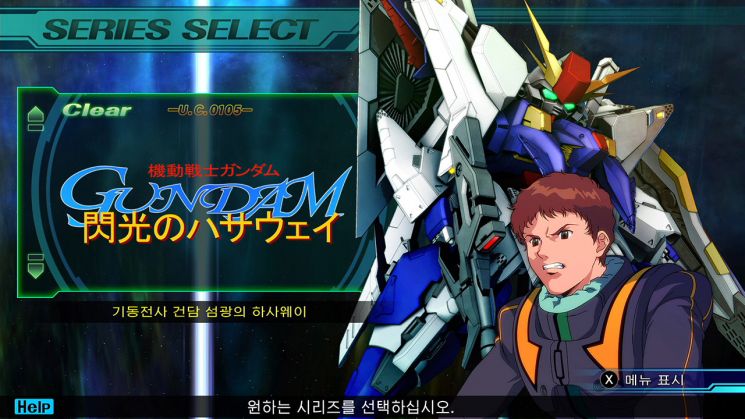 SERIES SELECT
Clear
U.C.0105
機動戦士ガンダム
GUNDAM
閃光のハサウェイ
기동전사 건담 섬광의 하사웨이
X 메뉴 표시
Help
원하는 시리즈를 선택하십시오.